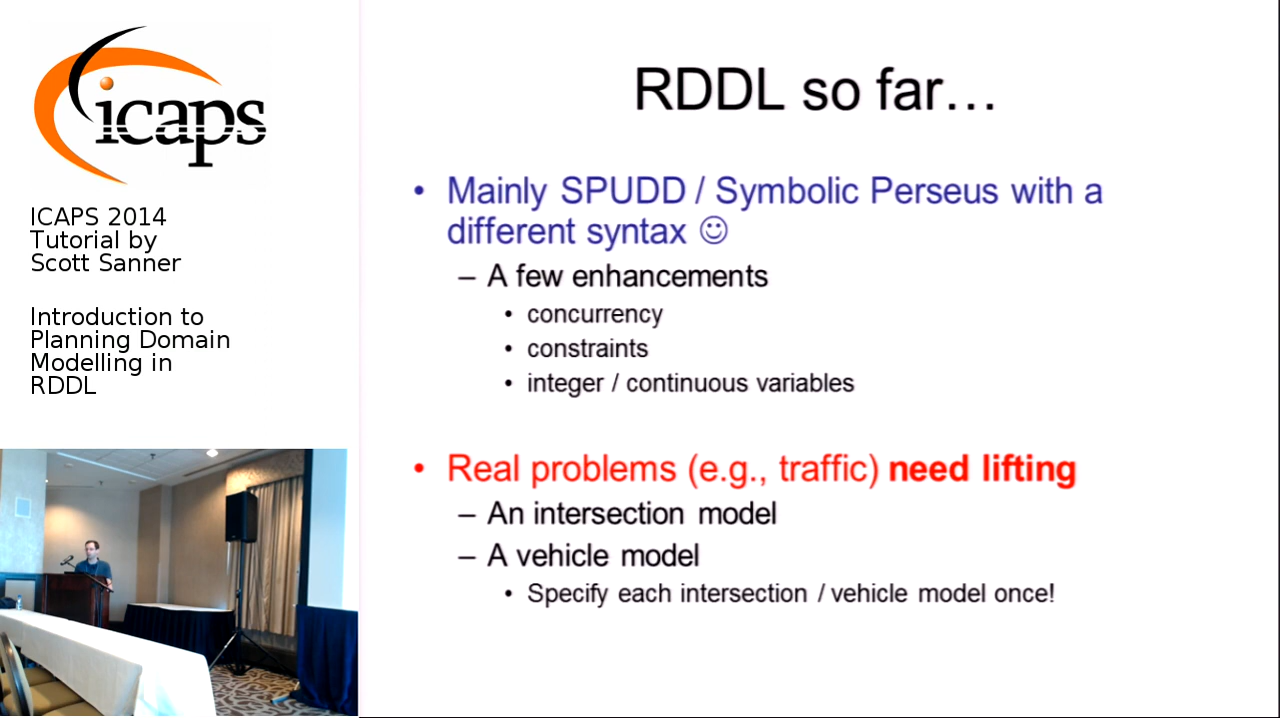 icaps
ICAPS 2014
Tutorial by
Scott Sanner
Introduction to
Planning Domain
Modelling in
RDDL
RDDL so far…
• Mainly SPUDD / Symbolic Perseus with a
different syntax ☺
– A few enhancements
• concurrency
• constraints
• integer / continuous variables
• Real problems (e.g., traffic) need lifting
– An intersection model
– A vehicle model
• Specify each intersection / vehicle model once!